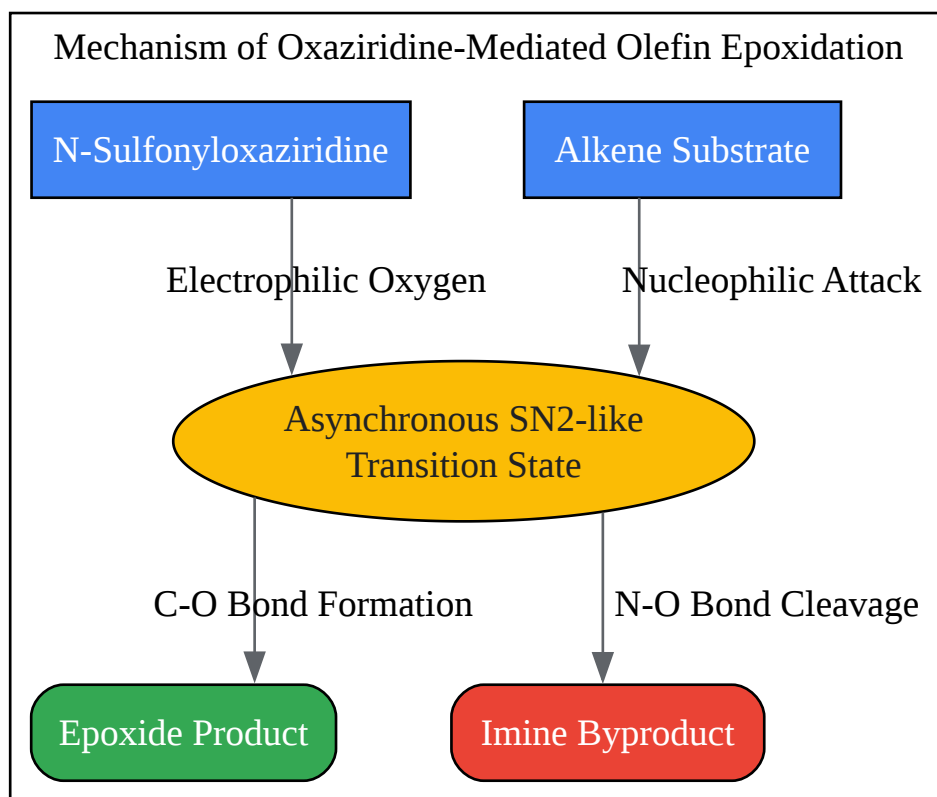 Mechanism of Oxaziridine-Mediated Olefin Epoxidation
N-Sulfonyloxaziridine
Alkene Substrate
Electrophilic Oxygen
Nucleophilic Attack
Asynchronous SN2-like
Transition State
C-O Bond Formation
N-O Bond Cleavage
Epoxide Product
Imine Byproduct